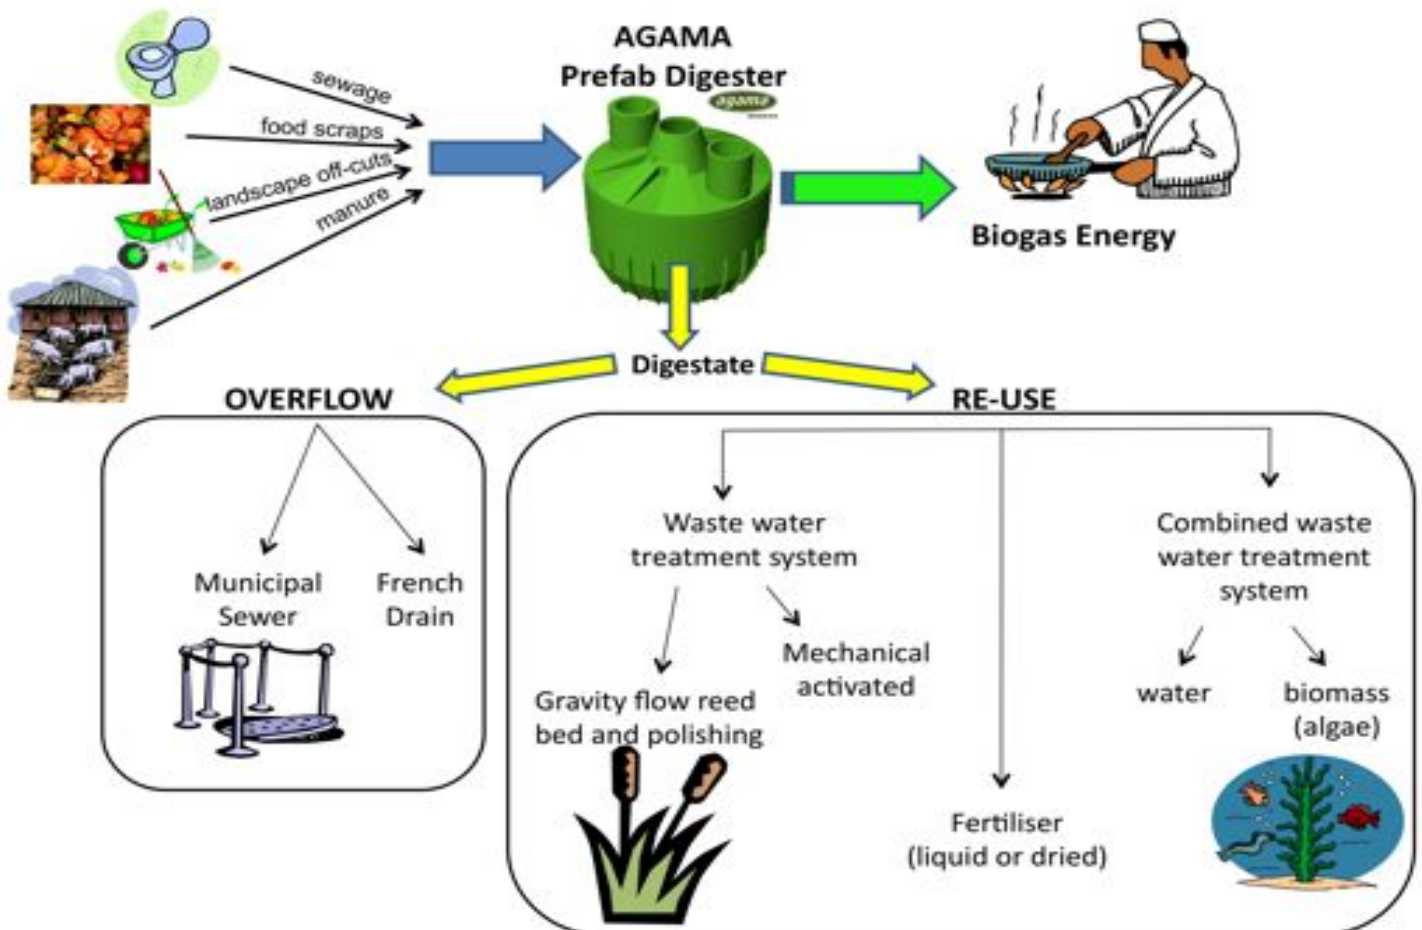 AGAMA
Prefab Digester
agama
sewage
food scraps
landscape off-cuts
manure
Biogas Energy
Digestate
OVERFLOW
RE-USE
Municipal
Sewer
French
Drain
Waste water
treatment system
Mechanical
activated
Gravity flow reed
bed and polishing
Fertiliser
(liquid or dried)
Combined waste
water treatment
system
water
biomass
(algae)